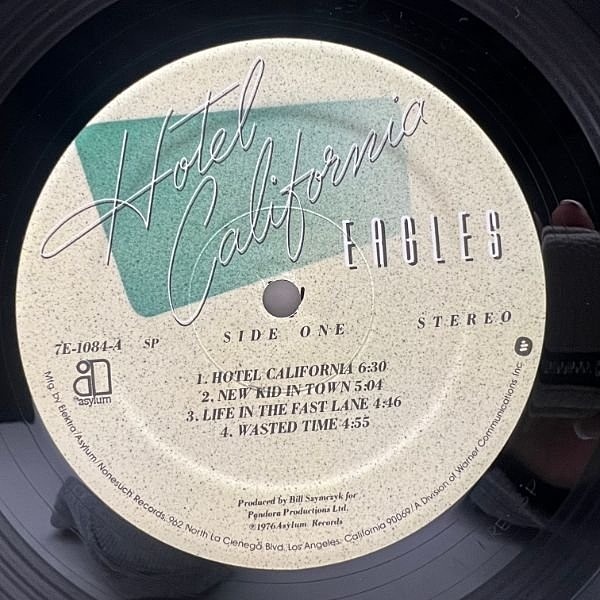 Hotel
California
EAGLES
SIDE ONE
STEREO
7E-1084-A SP
asylum
1. HOTEL CALIFORNIA 6:30
2. NEW KID IN TOWN 5:04
3. LIFE IN THE FAST LANE 4:46
4. WASTED TIME 4:55
Produced by Bill Szymczyk for
Pandora Productions Ltd.
℗1976 Asylum Records
Mfg. by Elektra/Asylum/Nonesuch Records, 962 North La Cienega Blvd., Los Angeles, California 90069/A Division of Warner Communications Inc.